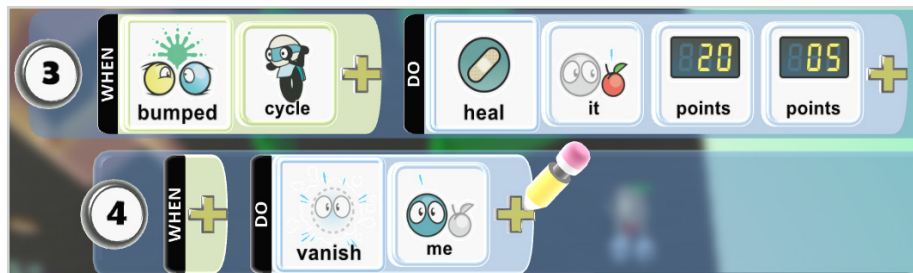 3 WHEN bumped cycle DO heal it 20 points 05 points
4 WHEN DO vanish me